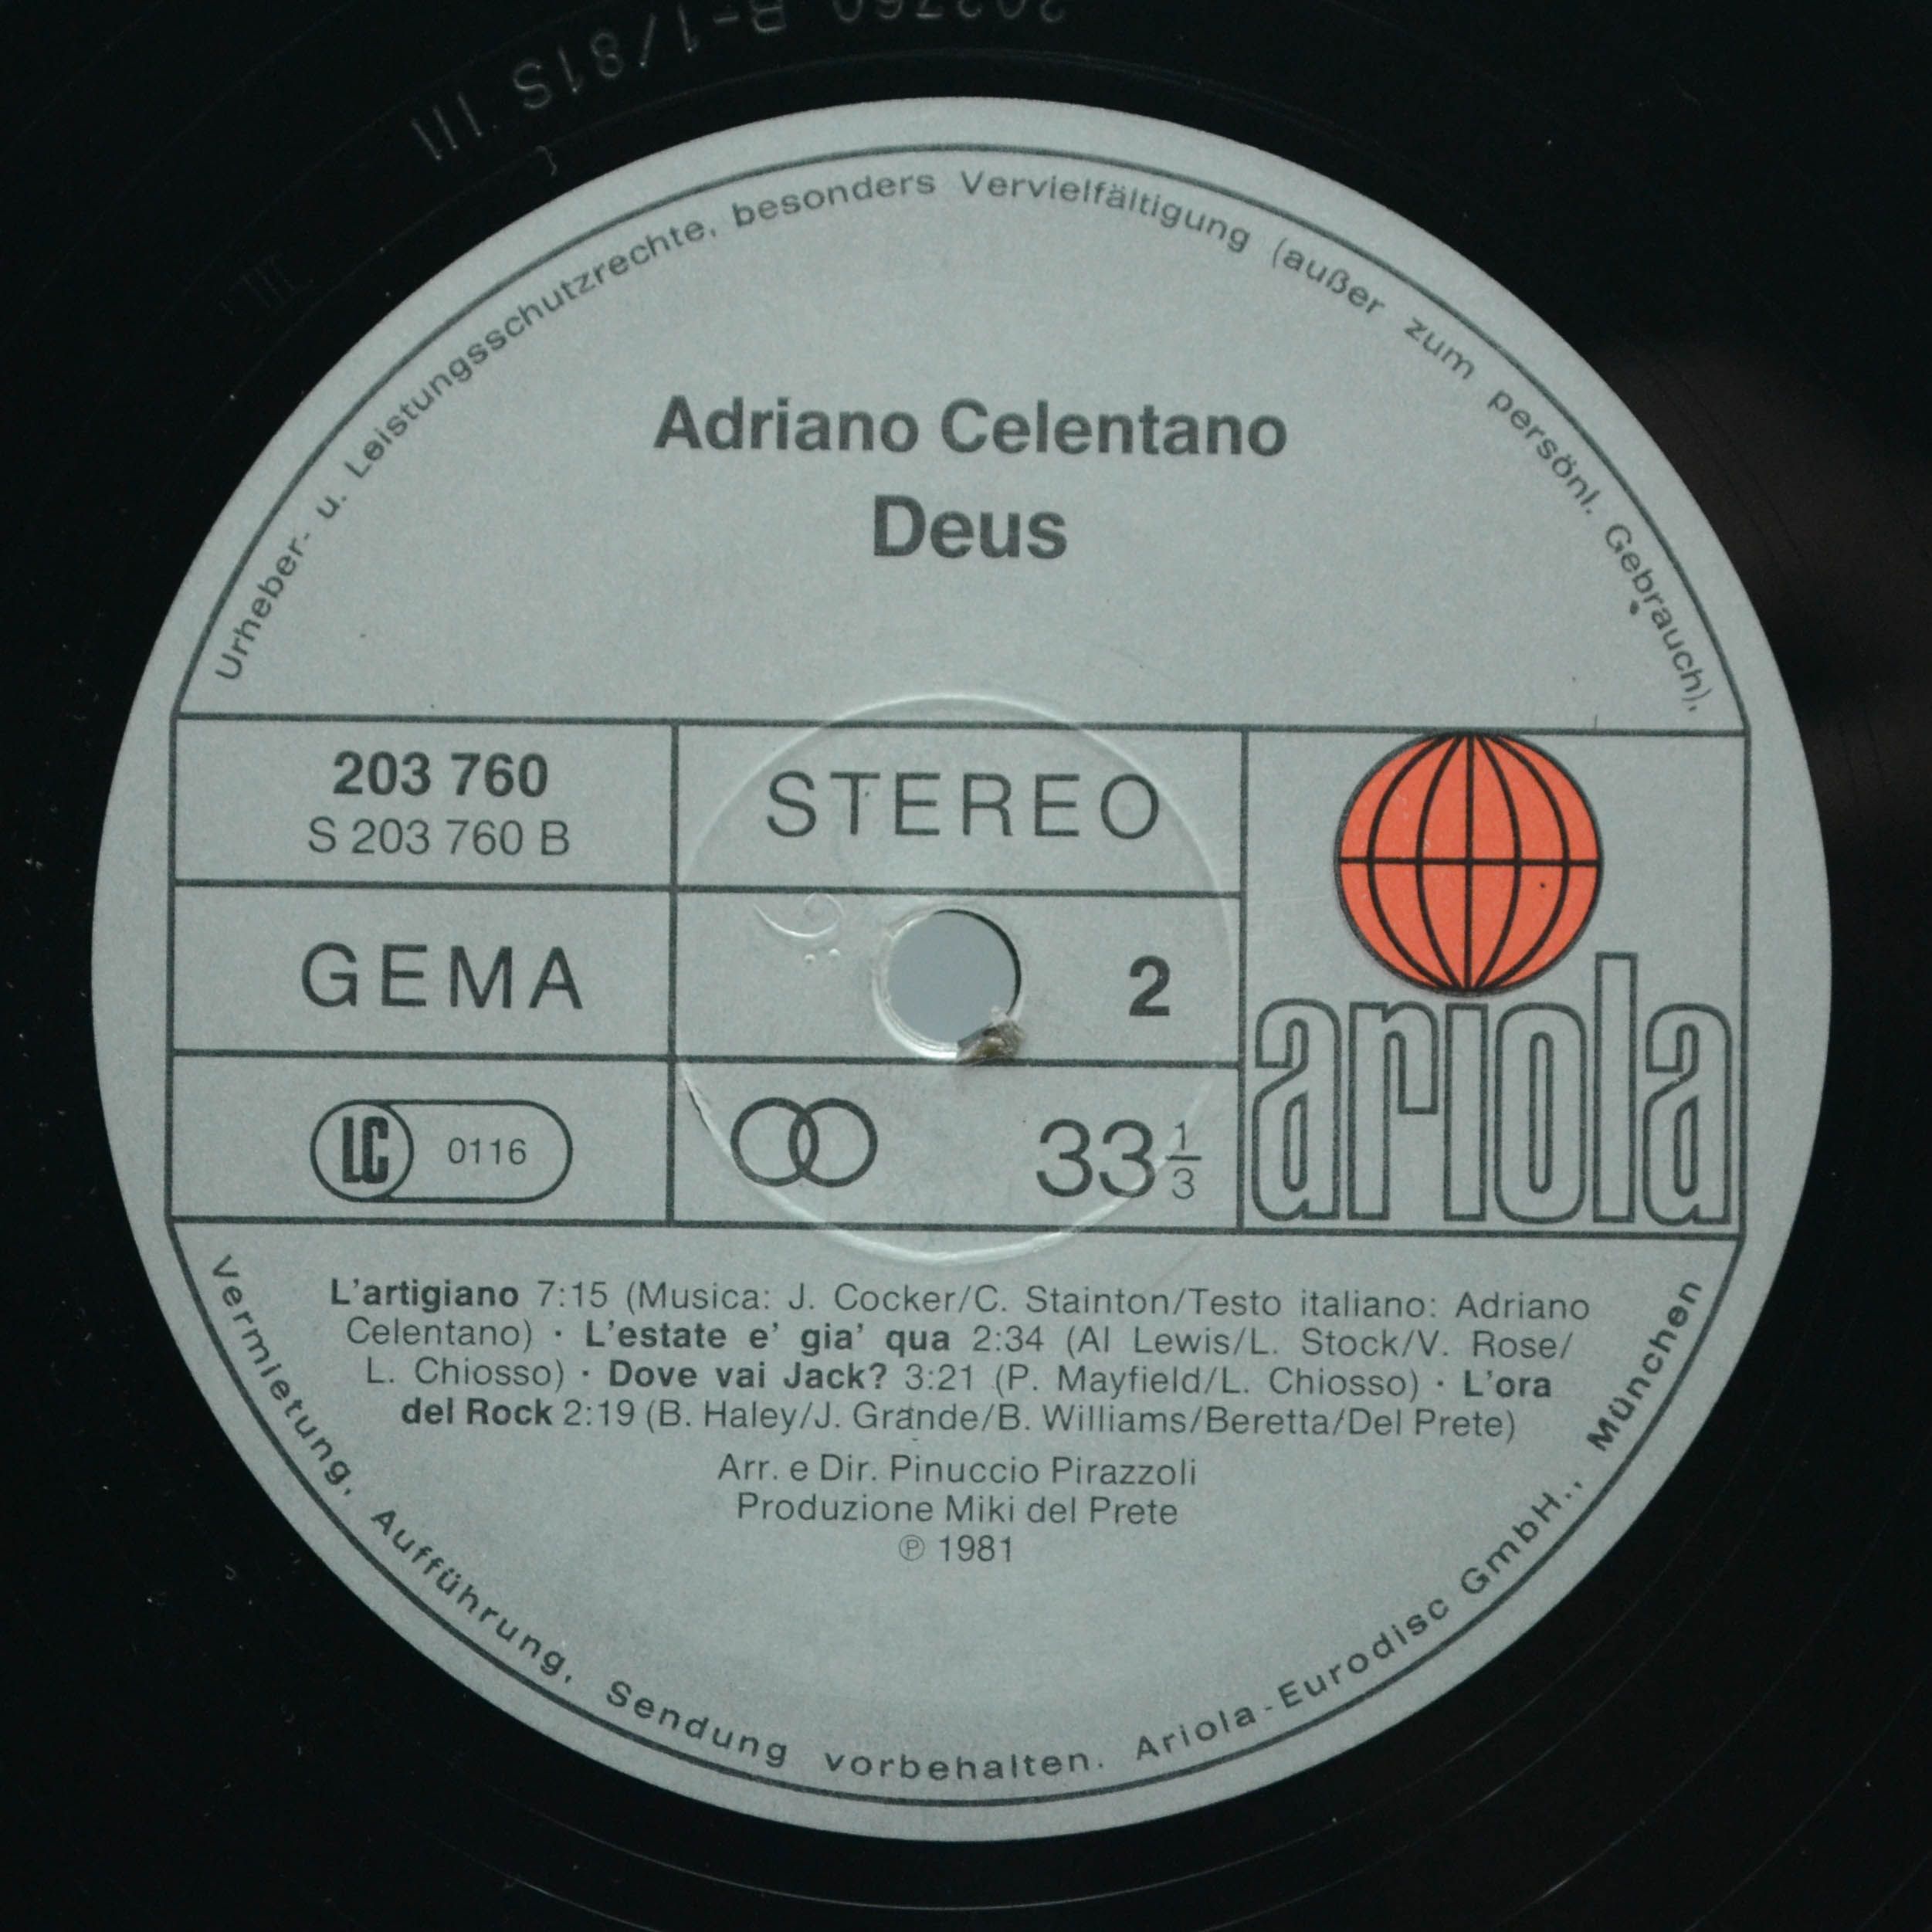 203760 B-1/81S III
Urheber- u. Leistungsschutzrechte, besonders Vervielfältigung (außer zum persönl. Gebrauch),
Adriano Celentano
Deus
203 760
S 203 760 B
STEREO
GEMA
2
LC 0116
33 1/3
ariola
L'artigiano 7:15 (Musica: J. Cocker/C. Stainton/Testo italiano: Adriano
Celentano) · L'estate e' gia' qua 2:34 (Al Lewis/L. Stock/V. Rose/
L. Chiosso) · Dove vai Jack? 3:21 (P. Mayfield/L. Chiosso) · L'ora
del Rock 2:19 (B. Haley/J. Grande/B. Williams/Beretta/Del Prete)
Arr. e Dir. Pinuccio Pirazzoli
Produzione Miki del Prete
℗ 1981
Vermietung, Aufführung, Sendung vorbehalten. Ariola-Eurodisc GmbH., München